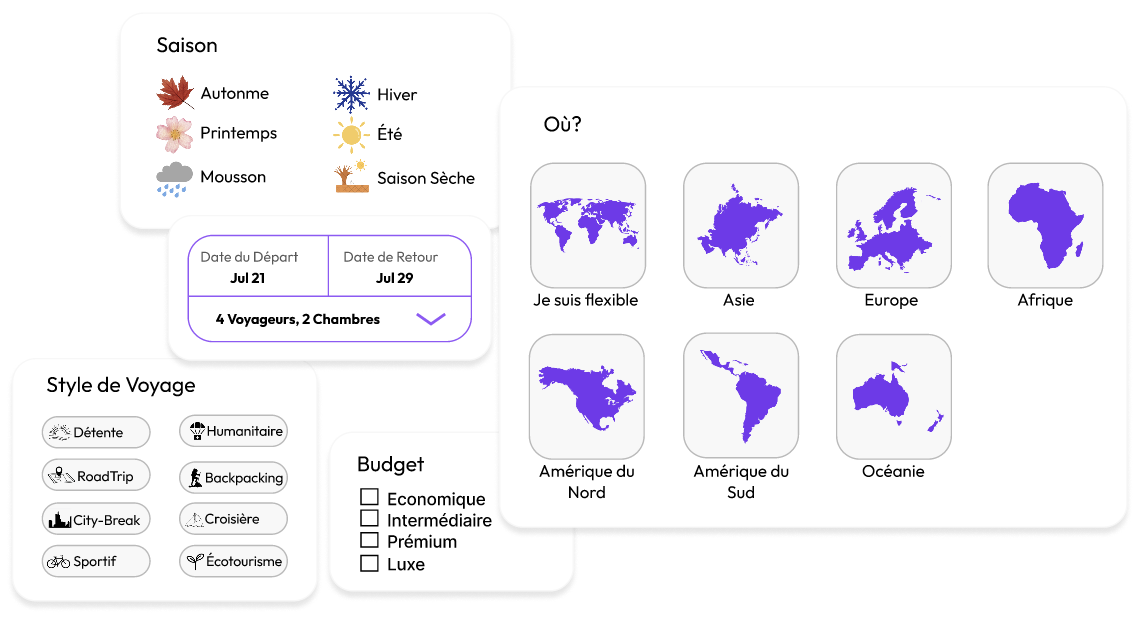 Saison
Autonme
Hiver
Printemps
Été
Mousson
Saison Sèche
Date du Départ
Jul 21
Date de Retour
Jul 29
4 Voyageurs, 2 Chambres
Style de Voyage
Détente
Humanitaire
RoadTrip
Backpacking
City-Break
Croisière
Sportif
Écotourisme
Budget
Economique
Intermédiaire
Prémium
Luxe
Où?
Je suis flexible
Asie
Europe
Afrique
Amérique du
Nord
Amérique du
Sud
Océanie